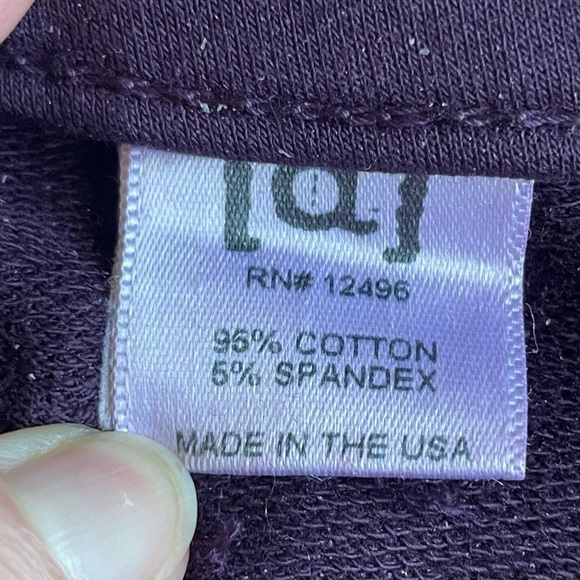 [a]
RN# 12496
95% COTTON
5% SPANDEX
MADE IN THE USA